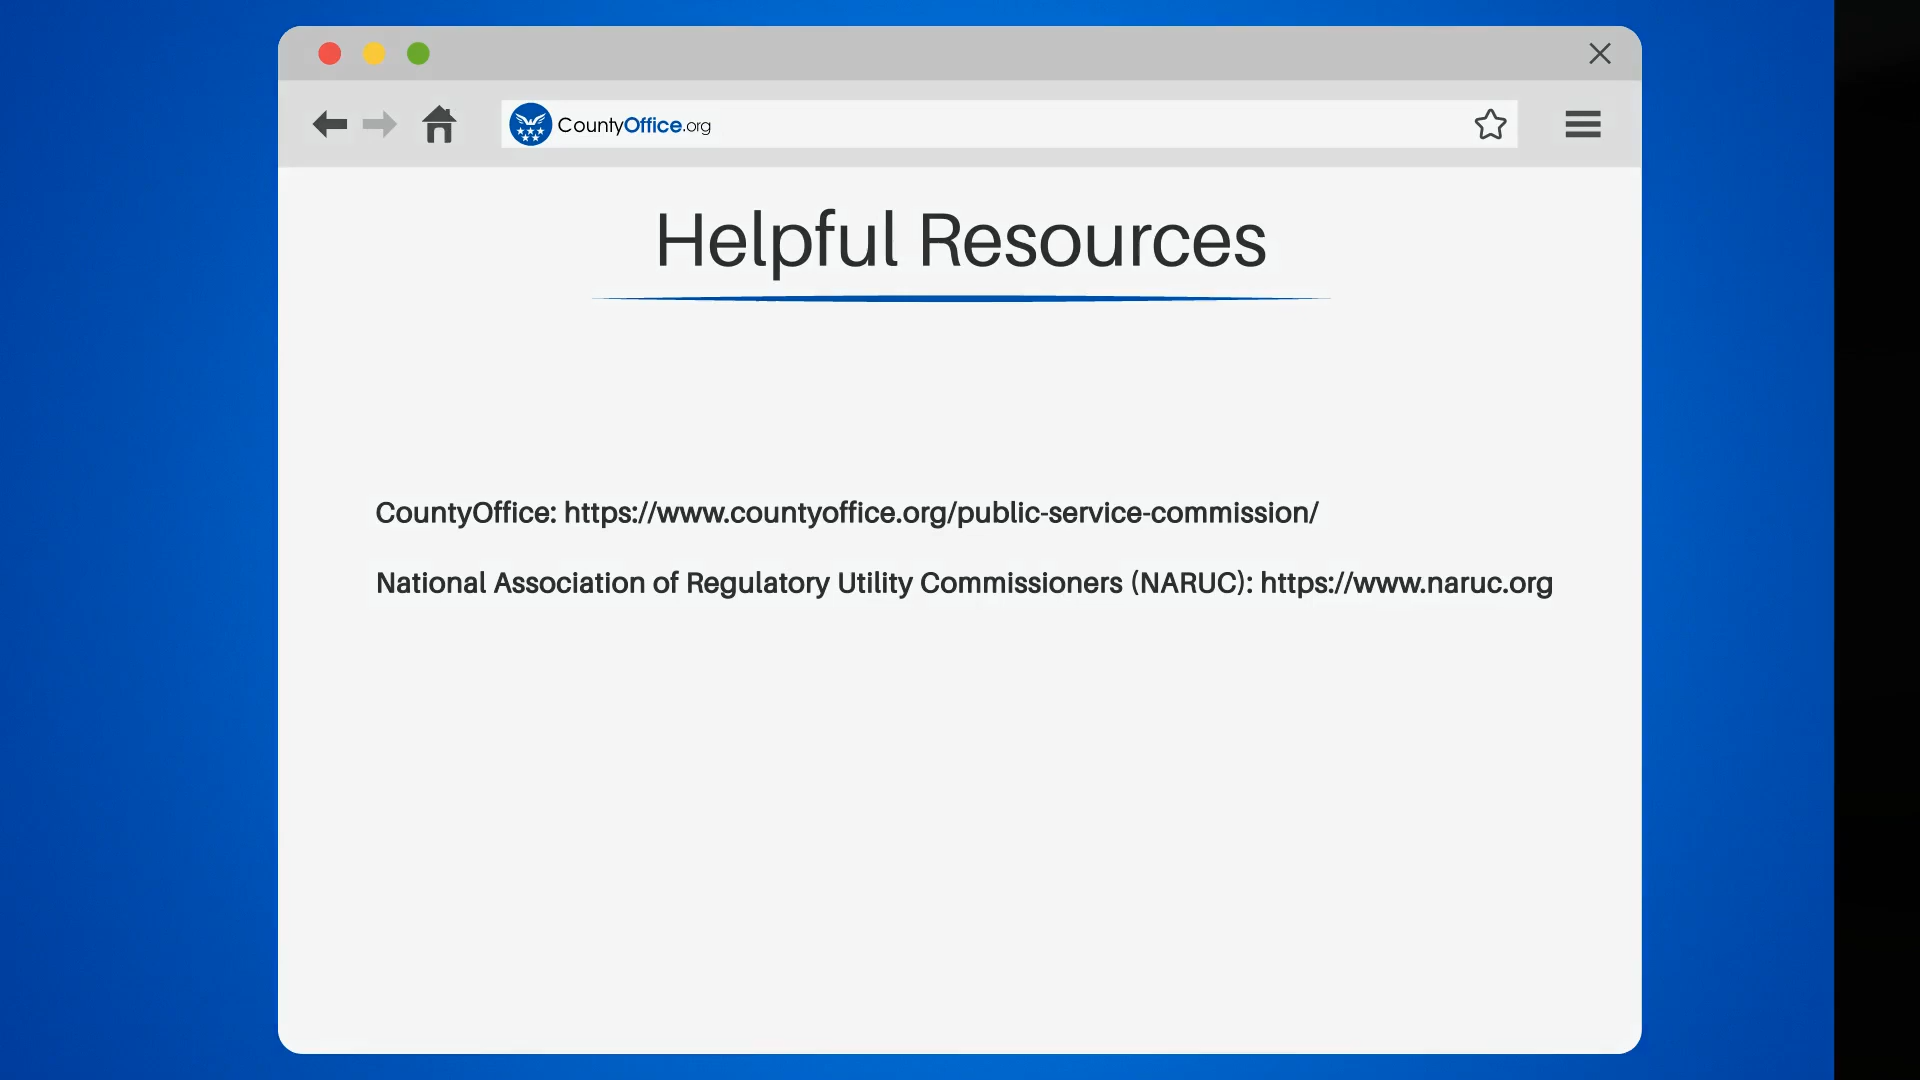 CountyOffice.org
Helpful Resources
CountyOffice: https://www.countyoffice.org/public-service-commission/
National Association of Regulatory Utility Commissioners (NARUC): https://www.naruc.org